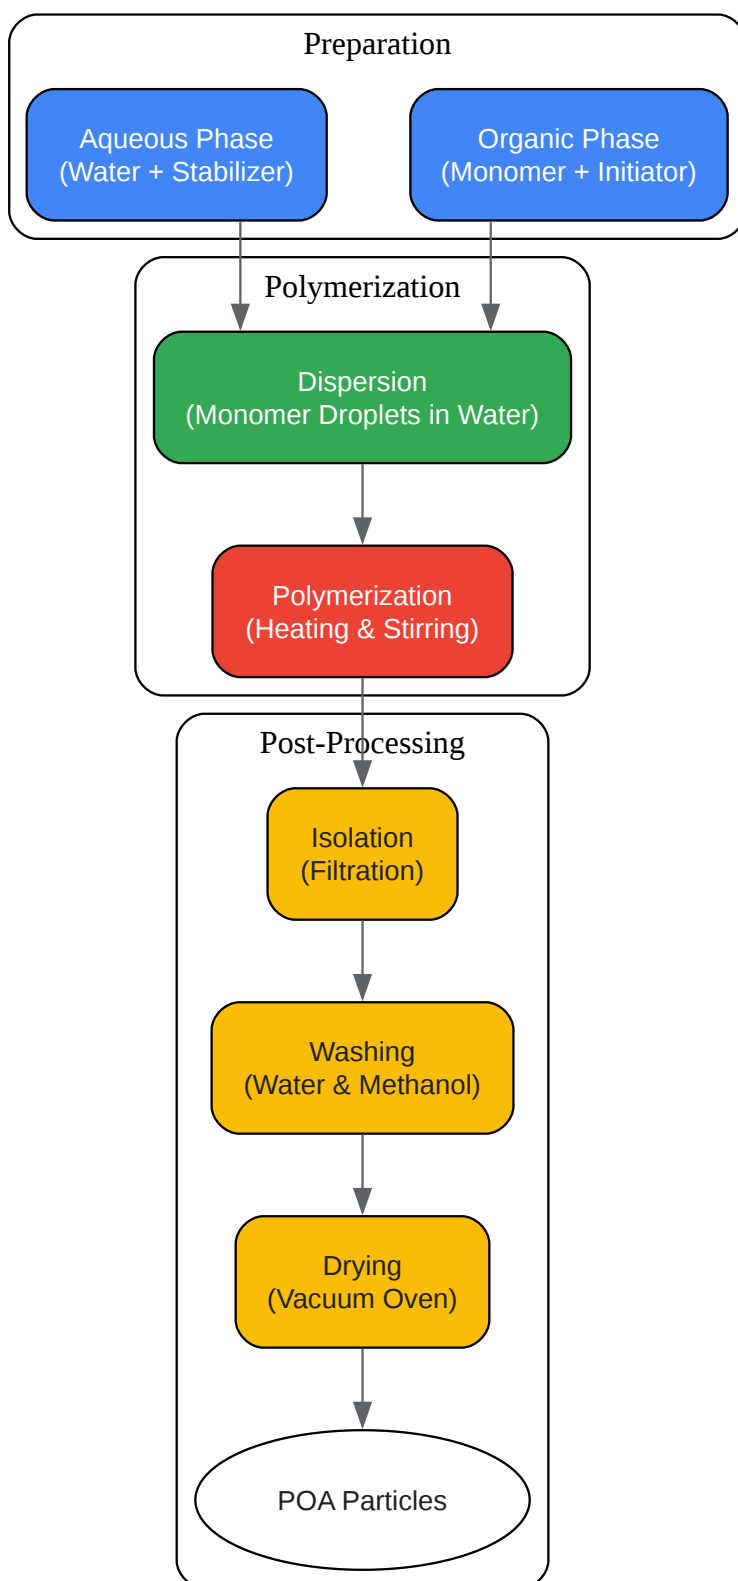 Preparation
Aqueous Phase
(Water + Stabilizer)
Organic Phase
(Monomer + Initiator)
Polymerization
Dispersion
(Monomer Droplets in Water)
Polymerization
(Heating & Stirring)
Post-Processing
Isolation
(Filtration)
Washing
(Water & Methanol)
Drying
(Vacuum Oven)
POA Particles